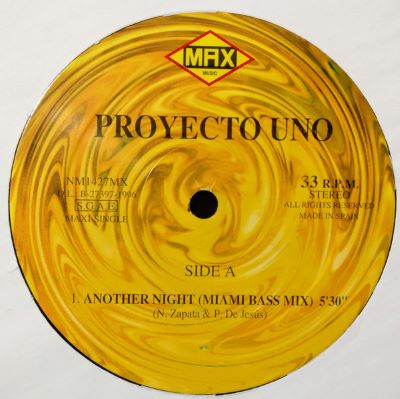 MAX
MUSIC
PROYECTO UNO
NM1427MX
D.L. B-27397-1996
S.G.A.E.
MAXI-SINGLE
33 R.P.M.
STEREO
ALL RIGHTS RESERVED
MADE IN SPAIN
SIDE A
1. ANOTHER NIGHT (MIAMI BASS MIX) 5'30"
(N. Zapata & P. De Jesús)